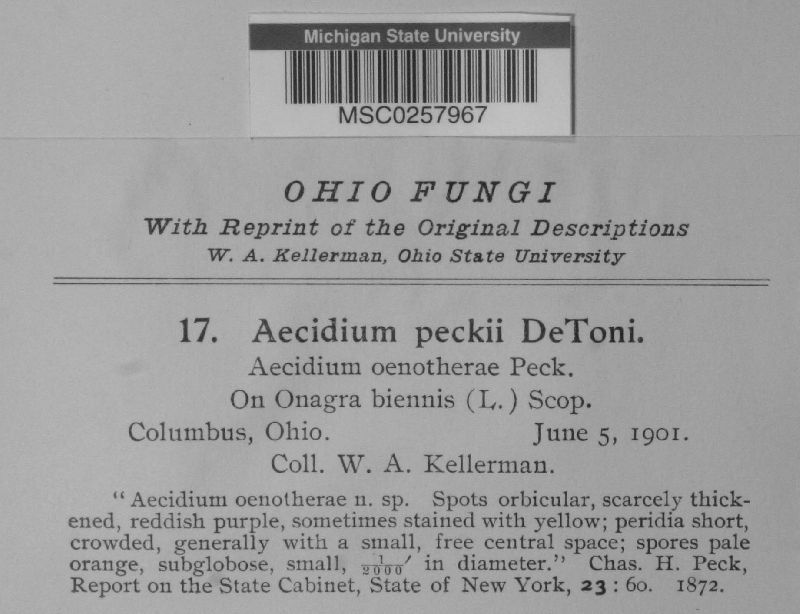 Michigan State University
MSC0257967
OHIO FUNGI
With Reprint of the Original Descriptions
W. A. Kellerman, Ohio State University
17. Aecidium peckii DeToni.
Aecidium oenotherae Peck.
On Onagra biennis (L.) Scop.
Columbus, Ohio. June 5, 1901.
Coll. W. A. Kellerman.
“Aecidium oenotherae n. sp. Spots orbicular, scarcely thick-
ened, reddish purple, sometimes stained with yellow; peridia short,
crowded, generally with a small, free central space; spores pale
orange, subglobose, small, 1/2000′ in diameter.” Chas. H. Peck,
Report on the State Cabinet, State of New York, 23 : 60. 1872.